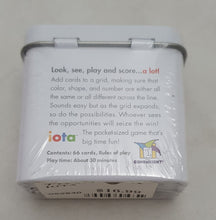 Look, see, play and score...a lot!
Add cards to a grid, making sure that
color, shape, and number are either all
the same or all different across the line.
Sounds easy but as the grid expands,
so do the possibilities. Whoever sees
the opportunities will seize the win!
iota The pocketsized game that's
big time fun!
Contents: 66 cards, Rules of play
Play time: About 30 minutes
GAMEWRIGHT